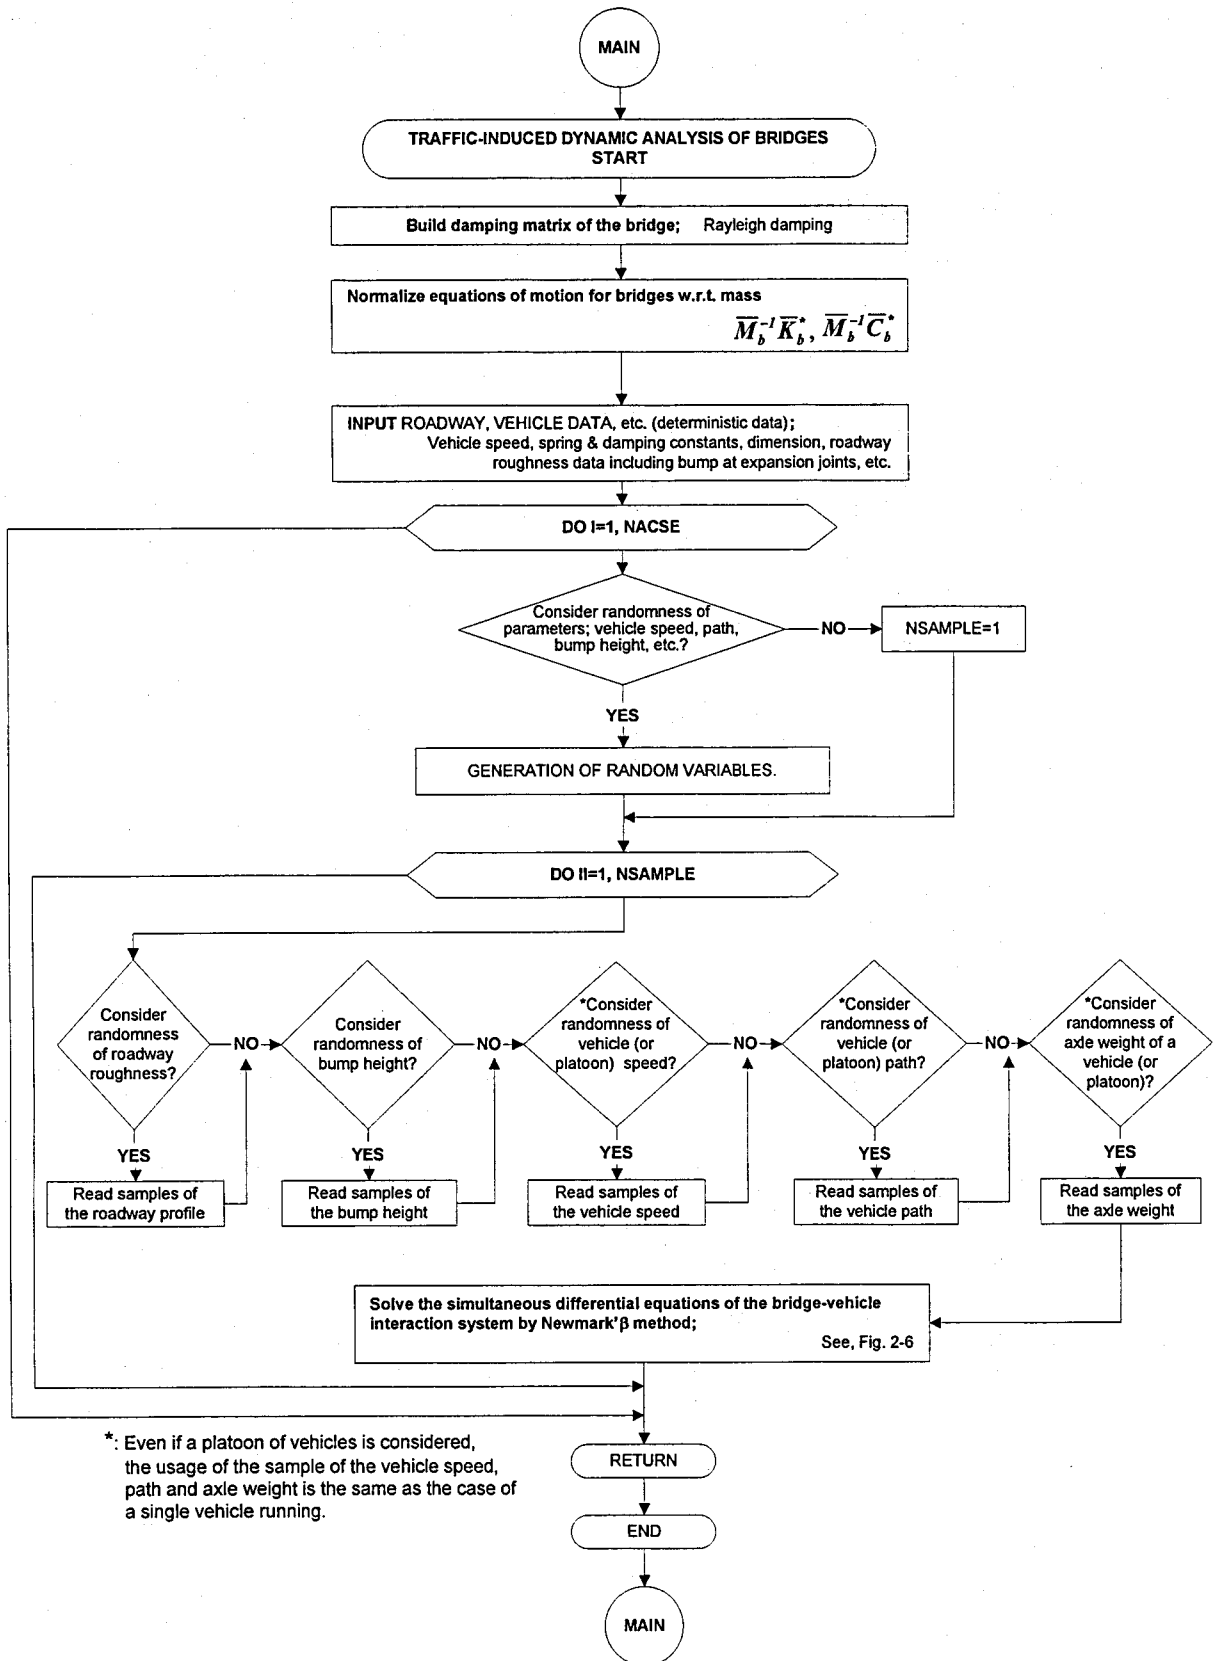 MAIN
TRAFFIC-INDUCED DYNAMIC ANALYSIS OF BRIDGES
START
Build damping matrix of the bridge; Rayleigh damping
Normalize equations of motion for bridges w.r.t. mass
M̅_b^{-1} K̅_b^*, M̅_b^{-1} C̅_b^*
INPUT ROADWAY, VEHICLE DATA, etc. (deterministic data);
Vehicle speed, spring & damping constants, dimension, roadway
roughness data including bump at expansion joints, etc.
DO I=1, NACSE
Consider randomness of
parameters; vehicle speed, path,
bump height, etc.?
NO
NSAMPLE=1
YES
GENERATION OF RANDOM VARIABLES.
DO II=1, NSAMPLE
Consider
randomness
of roadway
roughness?
NO
Consider
randomness of
bump height?
NO
*Consider
randomness of
vehicle (or
platoon) speed?
NO
*Consider
randomness of
vehicle (or
platoon) path?
NO
*Consider
randomness of
axle weight of a
vehicle (or
platoon)?
YES
YES
YES
YES
YES
Read samples of
the roadway profile
Read samples of
the bump height
Read samples of
the vehicle speed
Read samples of
the vehicle path
Read samples of
the axle weight
Solve the simultaneous differential equations of the bridge-vehicle
interaction system by Newmark'β method;
See, Fig. 2-6
*: Even if a platoon of vehicles is considered,
the usage of the sample of the vehicle speed,
path and axle weight is the same as the case of
a single vehicle running.
RETURN
END
MAIN